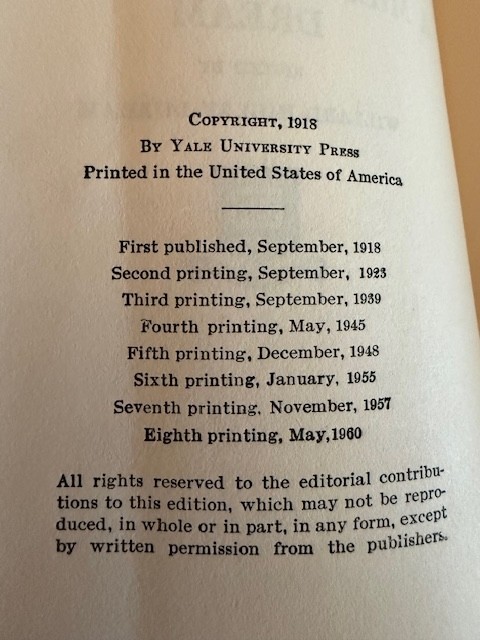 COPYRIGHT, 1918
BY YALE UNIVERSITY PRESS
Printed in the United States of America
First published, September, 1918
Second printing, September, 1923
Third printing, September, 1939
Fourth printing, May, 1945
Fifth printing, December, 1948
Sixth printing, January, 1955
Seventh printing, November, 1957
Eighth printing, May, 1960
All rights reserved to the editorial contribu-
tions to this edition, which may not be repro-
duced, in whole or in part, in any form, except
by written permission from the publishers.